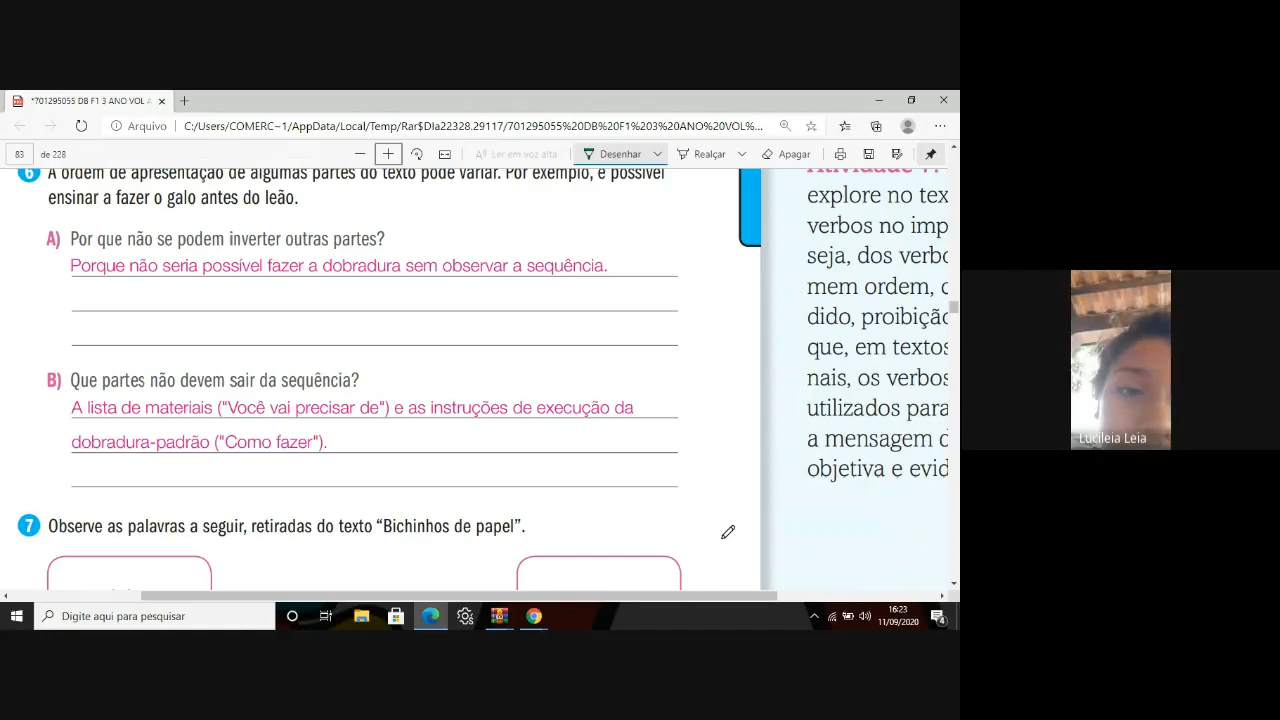 *701295055 DB F1 3 ANO VOL
Arquivo
C:/Users/COMERC~1/AppData/Local/Temp/Rar$DIa22328.29117/701295055%20DB%20F1%203%20ANO%20VOL%...
83 de 228
Ler em voz alta
Desenhar
Realçar
Apagar
6 A ordem de apresentação de algumas partes do texto pode variar. Por exemplo, é possível
ensinar a fazer o galo antes do leão.
A) Por que não se podem inverter outras partes?
Porque não seria possível fazer a dobradura sem observar a sequência.
B) Que partes não devem sair da sequência?
A lista de materiais ("Você vai precisar de") e as instruções de execução da
dobradura-padrão ("Como fazer").
7 Observe as palavras a seguir, retiradas do texto “Bichinhos de papel”.
explore no tex
verbos no imp
seja, dos verbo
mem ordem, c
dido, proibição
que, em textos
nais, os verbos
utilizados para
a mensagem d
objetiva e evid
Lucileia Leia
Digite aqui para pesquisar
16:23
11/09/2020
4